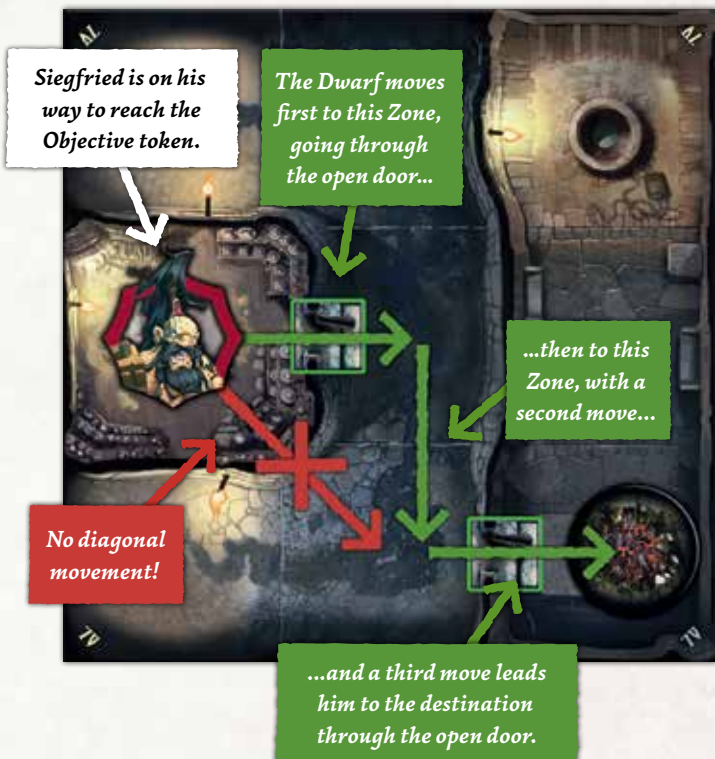 Siegfried is on his
way to reach the
Objective token.
The Dwarf moves
first to this Zone,
going through
the open door...
...then to this
Zone, with a
second move...
No diagonal
movement!
...and a third move leads
him to the destination
through the open door.